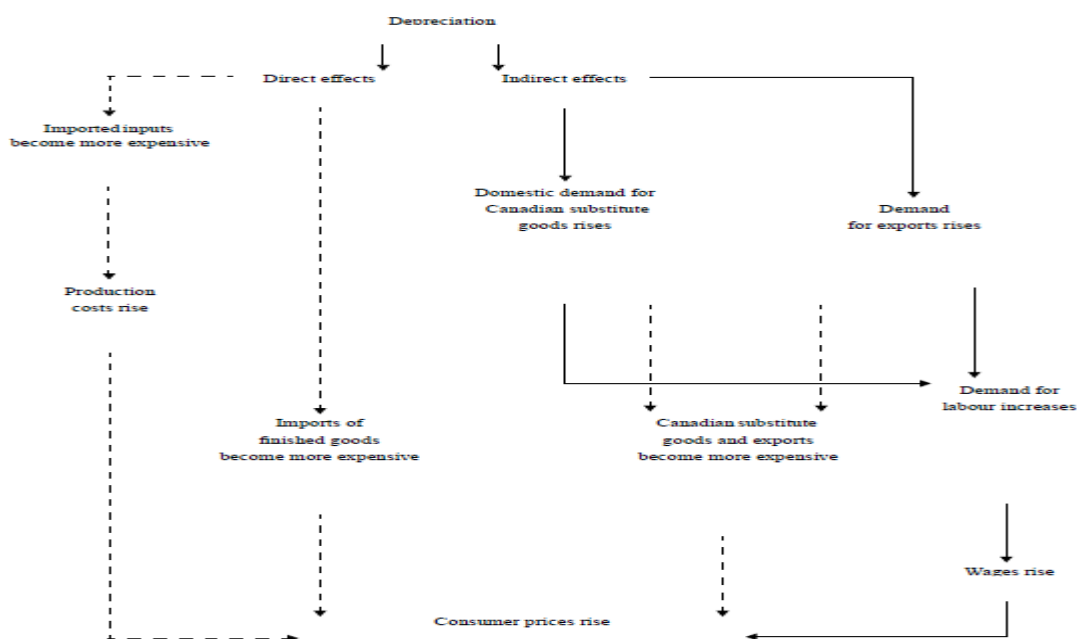 Depreciation
Direct effects
Indirect effects
Imported inputs
become more expensive
Domestic demand for
Canadian substitute
goods rises
Demand
for exports rises
Production
costs rise
Demand for
labour increases
Imports of
finished goods
become more expensive
Canadian substitute
goods and exports
become more expensive
Wages rise
Consumer prices rise